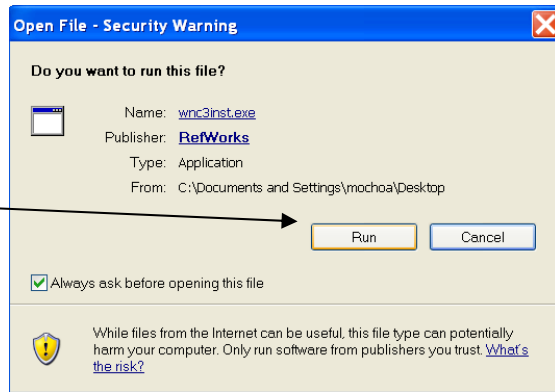 Open File - Security Warning
Do you want to run this file?
Name: wnc3inst.exe
Publisher: RefWorks
Type: Application
From: C:\Documents and Settings\mochoa\Desktop
Run Cancel
Always ask before opening this file
While files from the Internet can be useful, this file type can potentially
harm your computer. Only run software from publishers you trust. What's
the risk?